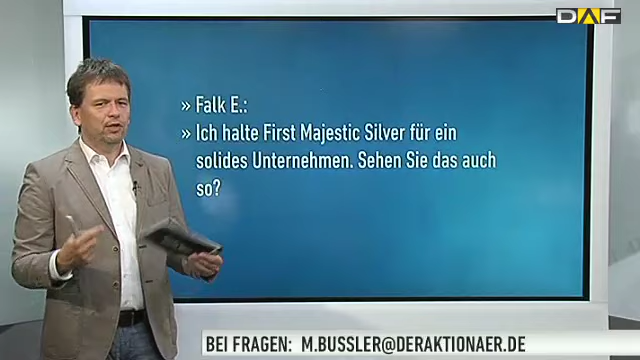 DAF
» Falk E.:
» Ich halte First Majestic Silver für ein
solides Unternehmen. Sehen Sie das auch
so?
BEI FRAGEN: M.BUSSLER@DERAKTIONAER.DE